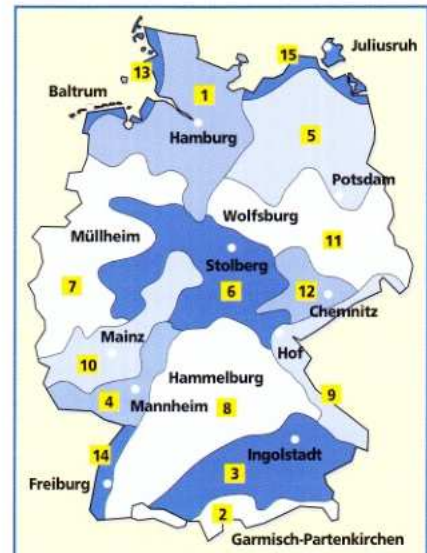 15
Juliusruh
13
Baltrum
1
5
Hamburg
Potsdam
Wolfsburg
Müllheim
11
Stolberg
7
6
12
Chemnitz
Mainz
Hof
10
Hammelburg
9
4
Mannheim
8
14
Ingolstadt
3
Freiburg
2
Garmisch-Partenkirchen